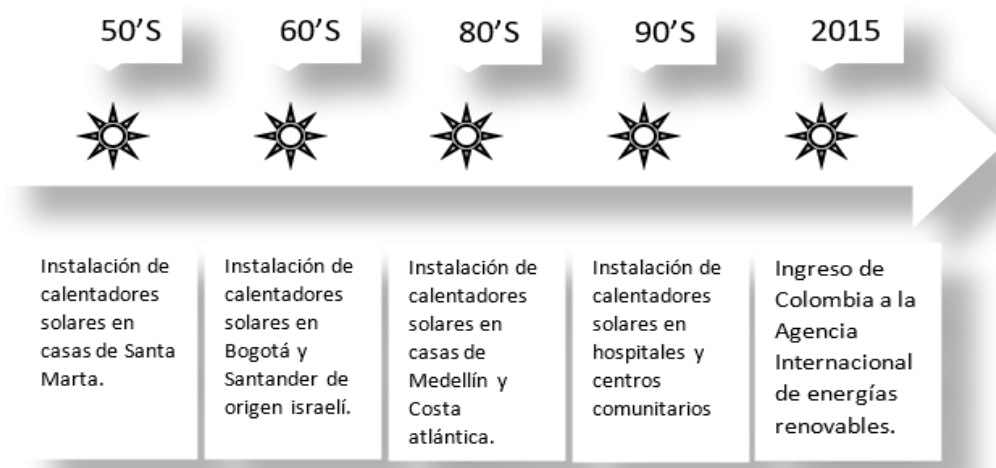 50'S
60'S
80'S
90'S
2015
Instalación de
calentadores
solares en
casas de Santa
Marta.
Instalación de
calentadores
solares en
Bogotá y
Santander de
origen israelí.
Instalación de
calentadores
solares en
casas de
Medellín y
Costa
atlántica.
Instalación de
calentadores
solares en
hospitales y
centros
comunitarios
Ingreso de
Colombia a la
Agencia
Internacional
de energías
renovables.